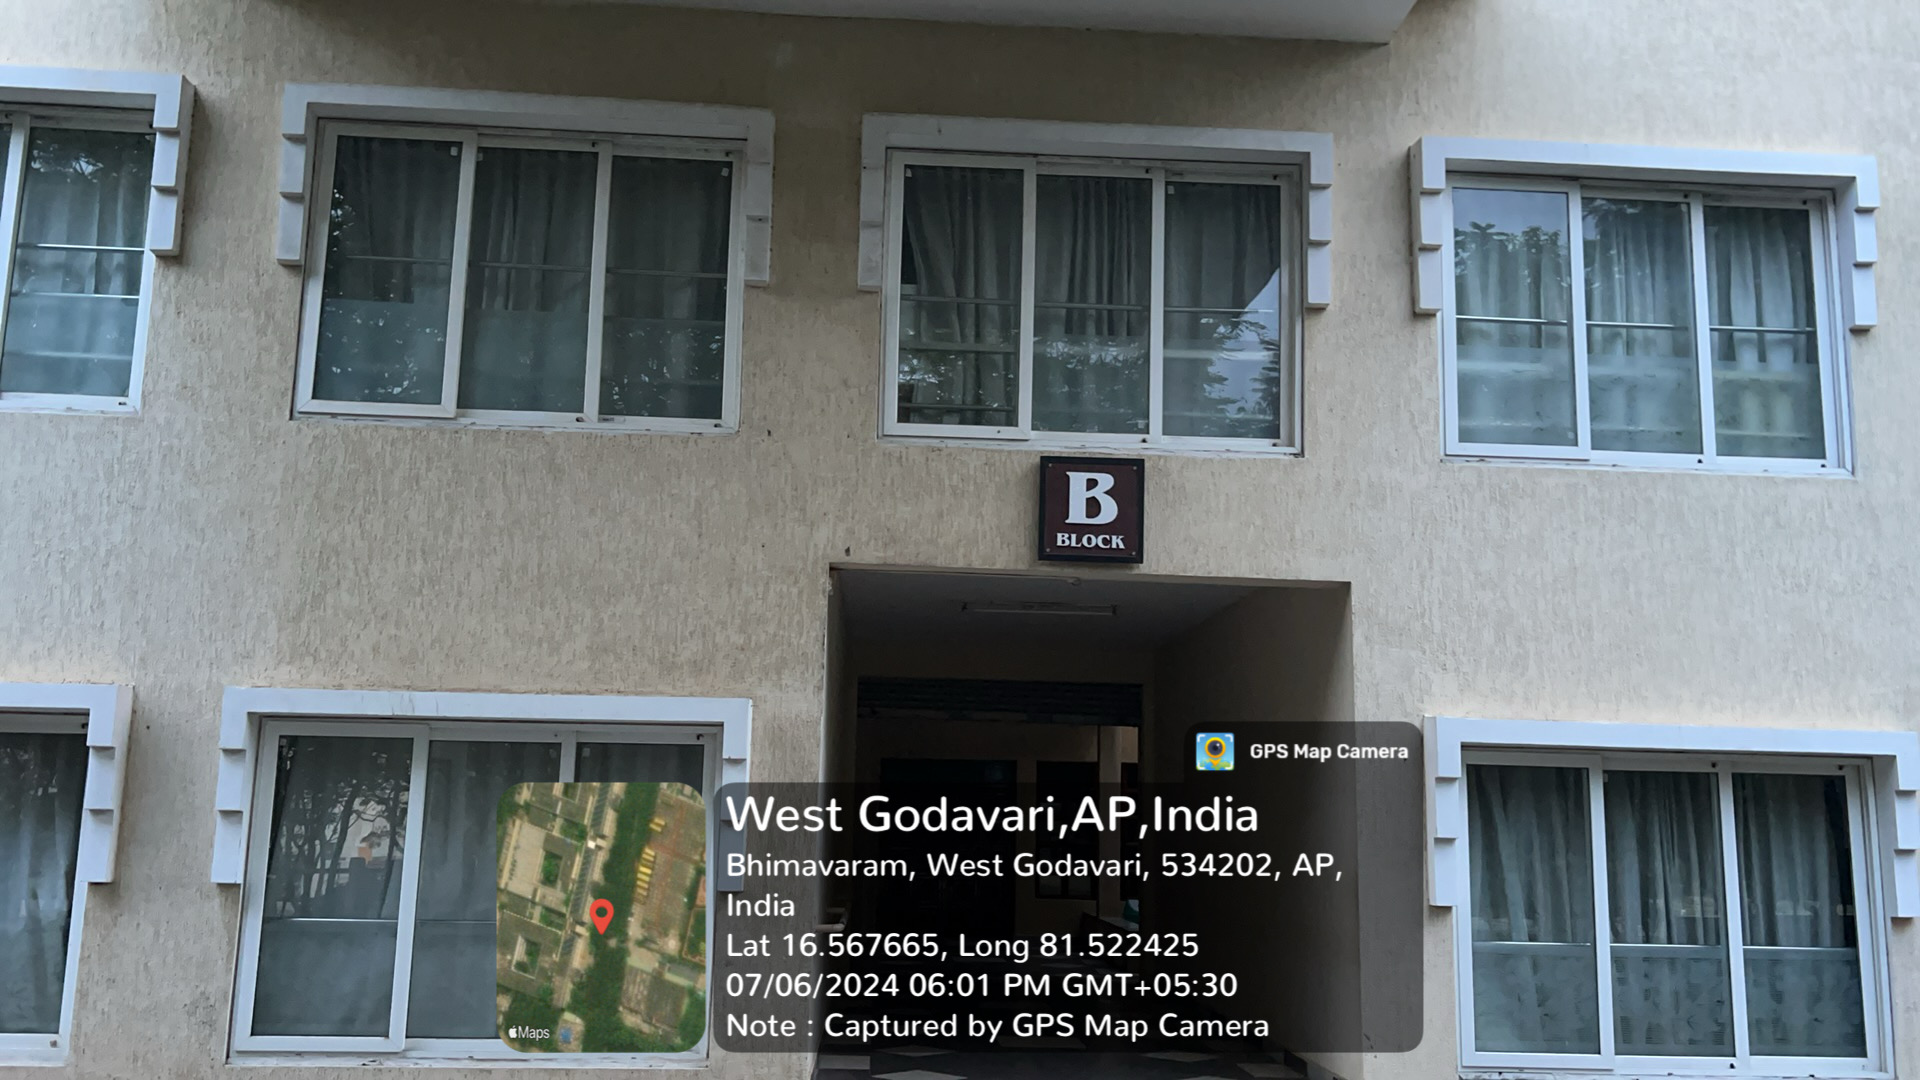 B
BLOCK
GPS Map Camera
West Godavari,AP,India
Bhimavaram, West Godavari, 534202, AP,
India
Lat 16.567665, Long 81.522425
07/06/2024 06:01 PM GMT+05:30
Note : Captured by GPS Map Camera
Maps